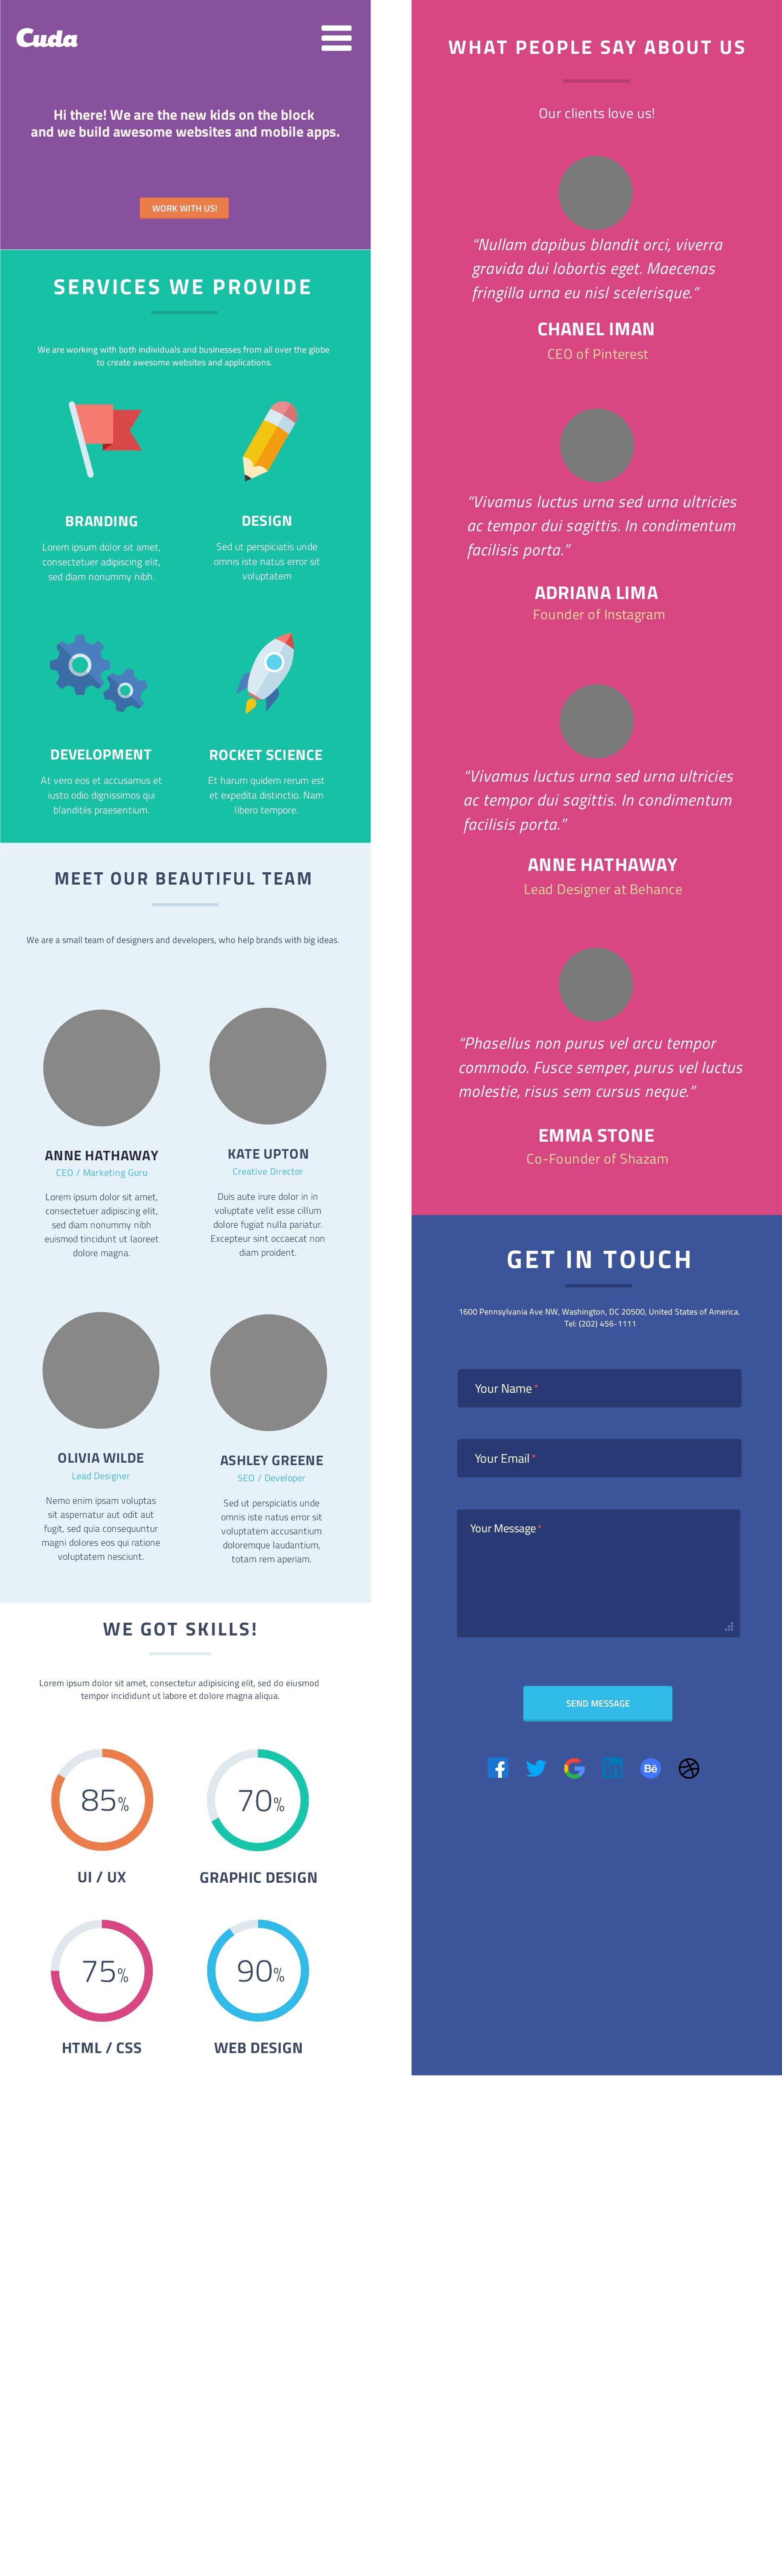 Cuda
Hi there! We are the new kids on the block
and we build awesome websites and mobile apps.
WORK WITH US!
SERVICES WE PROVIDE
We are working with both individuals and businesses from all over the globe
to create awesome websites and applications.
BRANDING
Lorem ipsum dolor sit amet,
consectetuer adipiscing elit,
sed diam nonummy nibh.
DESIGN
Sed ut perspiciatis unde
omnis iste natus error sit
voluptatem
DEVELOPMENT
At vero eos et accusamus et
iusto odio dignissimos qui
blanditiis praesentium.
ROCKET SCIENCE
Et harum quidem rerum est
et expedita distinctio. Nam
libero tempore.
MEET OUR BEAUTIFUL TEAM
We are a small team of designers and developers, who help brands with big ideas.
ANNE HATHAWAY
CEO / Marketing Guru
Lorem ipsum dolor sit amet,
consectetuer adipiscing elit,
sed diam nonummy nibh
euismod tincidunt ut laoreet
dolore magna.
KATE UPTON
Creative Director
Duis aute irure dolor in in
voluptate velit esse cillum
dolore fugiat nulla pariatur.
Excepteur sint occaecat non
diam proident.
OLIVIA WILDE
Lead Designer
Nemo enim ipsam voluptas
sit aspernatur aut odit aut
fugit, sed quia consequuntur
magni dolores eos qui ratione
voluptatem nesciunt.
ASHLEY GREENE
SEO / Developer
Sed ut perspiciatis unde
omnis iste natus error sit
voluptatem accusantium
doloremque laudantium,
totam rem aperiam.
WE GOT SKILLS!
Lorem ipsum dolor sit amet, consectetur adipisicing elit, sed do eiusmod
tempor incididunt ut labore et dolore magna aliqua.
85%
UI / UX
70%
GRAPHIC DESIGN
75%
HTML / CSS
90%
WEB DESIGN
WHAT PEOPLE SAY ABOUT US
Our clients love us!
“Nullam dapibus blandit orci, viverra
gravida dui lobortis eget. Maecenas
fringilla urna eu nisl scelerisque.”
CHANEL IMAN
CEO of Pinterest
“Vivamus luctus urna sed urna ultricies
ac tempor dui sagittis. In condimentum
facilisis porta.”
ADRIANA LIMA
Founder of Instagram
“Vivamus luctus urna sed urna ultricies
ac tempor dui sagittis. In condimentum
facilisis porta.”
ANNE HATHAWAY
Lead Designer at Behance
“Phasellus non purus vel arcu tempor
commodo. Fusce semper, purus vel luctus
molestie, risus sem cursus neque.”
EMMA STONE
Co-Founder of Shazam
GET IN TOUCH
1600 Pennsylvania Ave NW, Washington, DC 20500, United States of America.
Tel: (202) 456-1111
Your Name *
Your Email *
Your Message *
SEND MESSAGE
f G in Bē